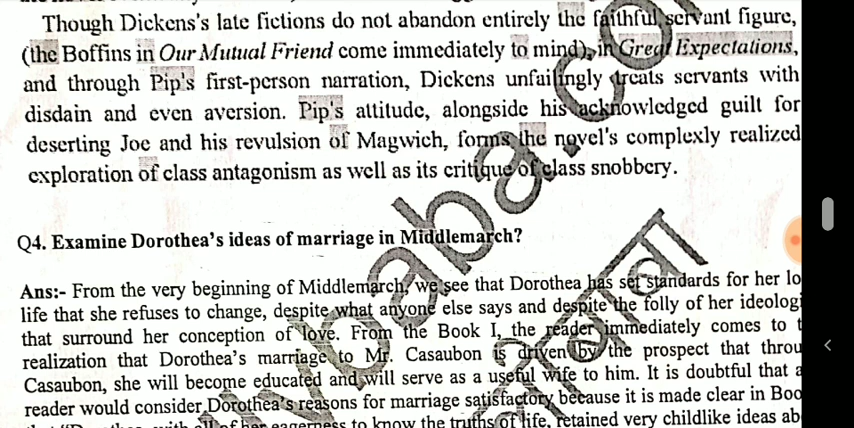 Though Dickens's late fictions do not abandon entirely the faithful servant figure,
(the Boffins in Our Mutual Friend come immediately to mind), in Great Expectations,
and through Pip's first-person narration, Dickens unfailingly treats servants with
disdain and even aversion. Pip's attitude, alongside his acknowledged guilt for
deserting Joe and his revulsion of Magwich, forms the novel's complexly realized
exploration of class antagonism as well as its critique of class snobbery.
Q4. Examine Dorothea's ideas of marriage in Middlemarch?
Ans:- From the very beginning of Middlemarch, we see that Dorothea has set standards for her lo
life that she refuses to change, despite what anyone else says and despite the folly of her ideologi
that surround her conception of love. From the Book I, the reader immediately comes to t
realization that Dorothea's marriage to Mr. Casaubon is driven by the prospect that throu
Casaubon, she will become educated and will serve as a useful wife to him. It is doubtful that a
reader would consider Dorothea's reasons for marriage satisfactory because it is made clear in Boo
all of her eagerness to know the truths of life, retained very childlike ideas ab